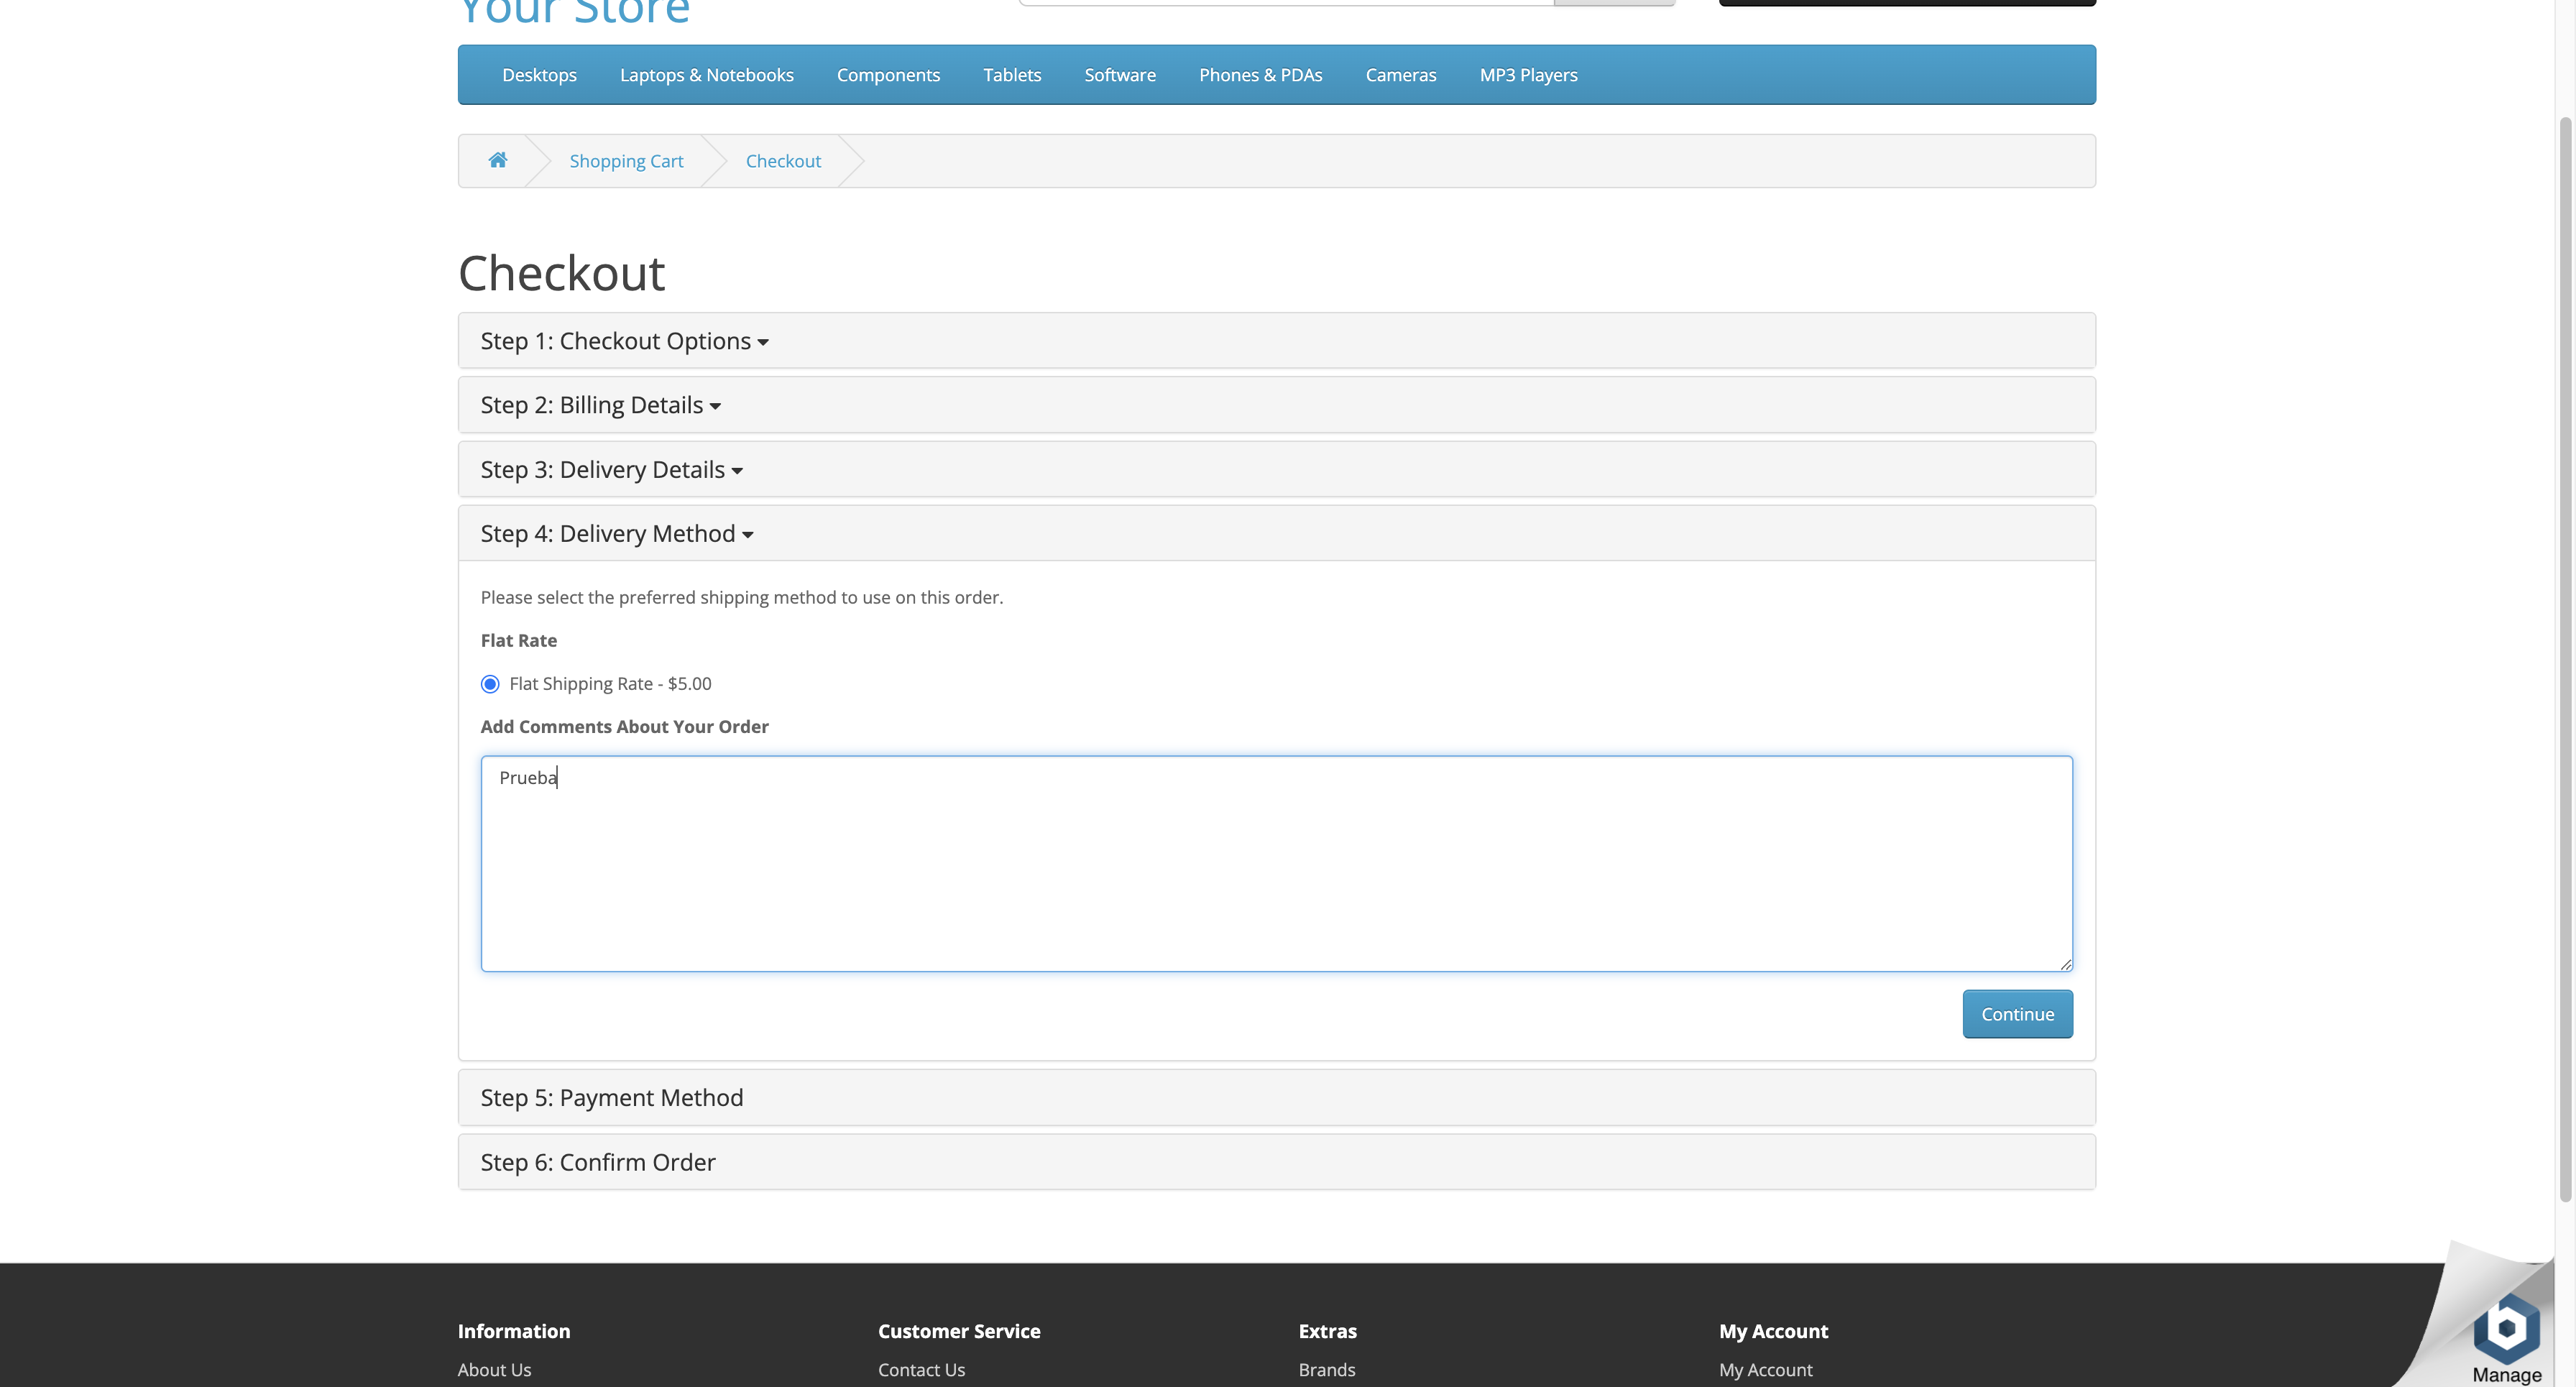 Your Store
Desktops Laptops & Notebooks Components Tablets Software Phones & PDAs Cameras MP3 Players
Shopping Cart Checkout
Checkout
Step 1: Checkout Options
Step 2: Billing Details
Step 3: Delivery Details
Step 4: Delivery Method
Please select the preferred shipping method to use on this order.
Flat Rate
Flat Shipping Rate - $5.00
Add Comments About Your Order
Prueba
Continue
Step 5: Payment Method
Step 6: Confirm Order
Information Customer Service Extras My Account
About Us Contact Us Brands My Account
Manage